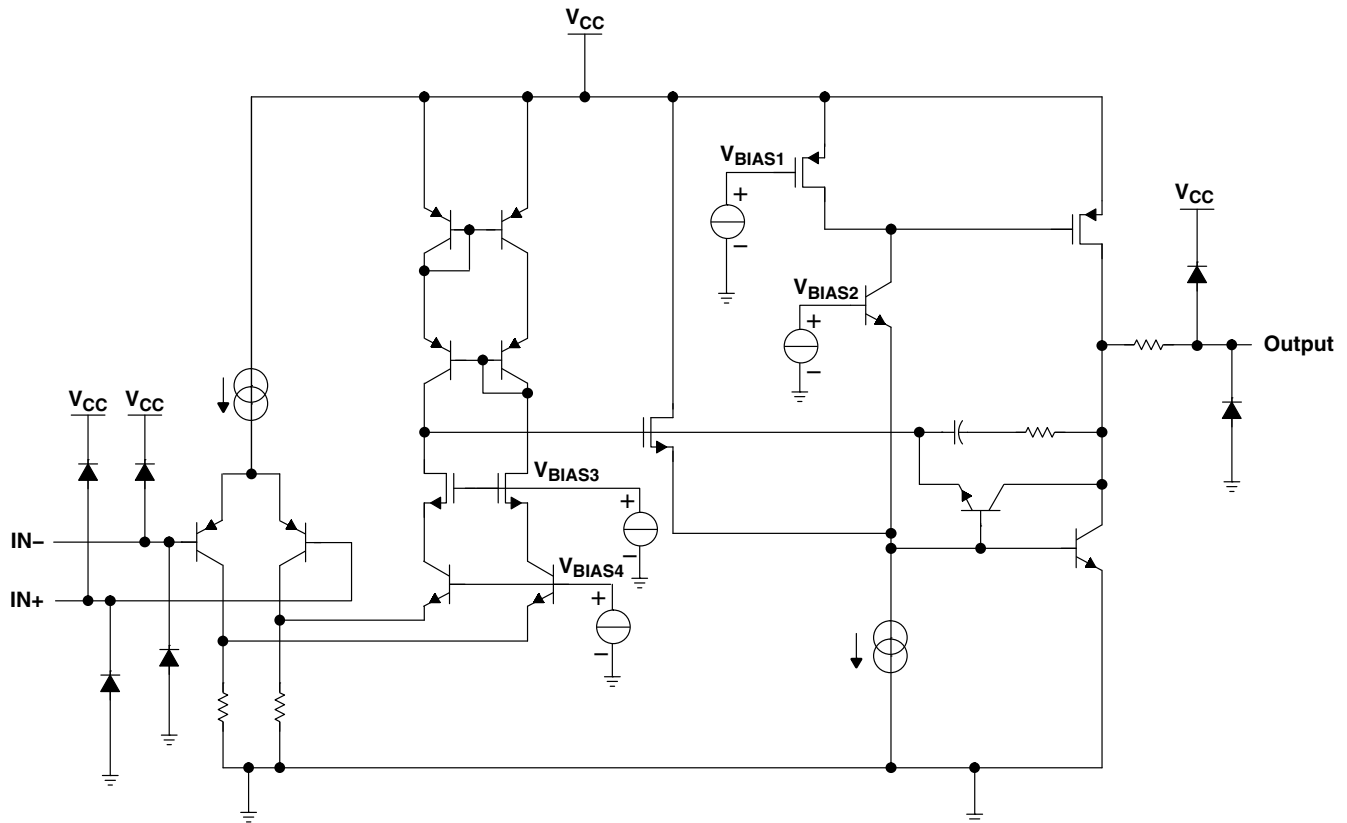 VCC
VBIAS1
+
−
VCC
VBIAS2
+
−
Output
VCC
VCC
VBIAS3
+
−
IN−
IN+
VBIAS4
+
−